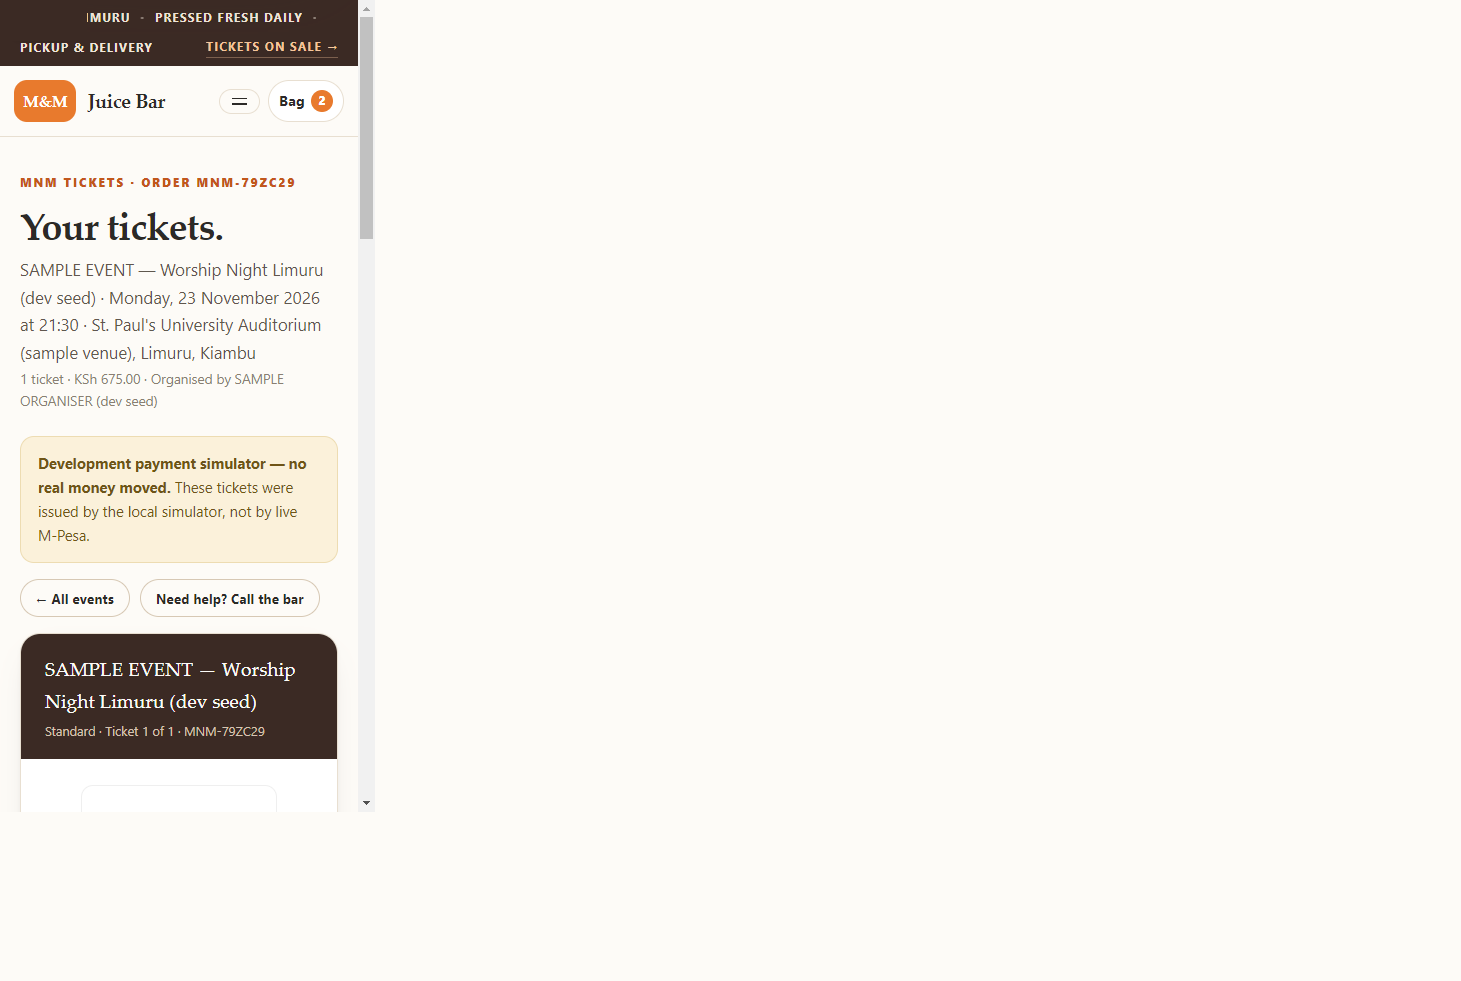 IMURU · PRESSED FRESH DAILY ·
PICKUP & DELIVERY
TICKETS ON SALE →
M&M
Juice Bar
Bag 2
MNM TICKETS · ORDER MNM-79ZC29
Your tickets.
SAMPLE EVENT — Worship Night Limuru
(dev seed) · Monday, 23 November 2026
at 21:30 · St. Paul's University Auditorium
(sample venue), Limuru, Kiambu
1 ticket · KSh 675.00 · Organised by SAMPLE
ORGANISER (dev seed)
Development payment simulator — no
real money moved. These tickets were
issued by the local simulator, not by live
M-Pesa.
← All events
Need help? Call the bar
SAMPLE EVENT — Worship
Night Limuru (dev seed)
Standard · Ticket 1 of 1 · MNM-79ZC29